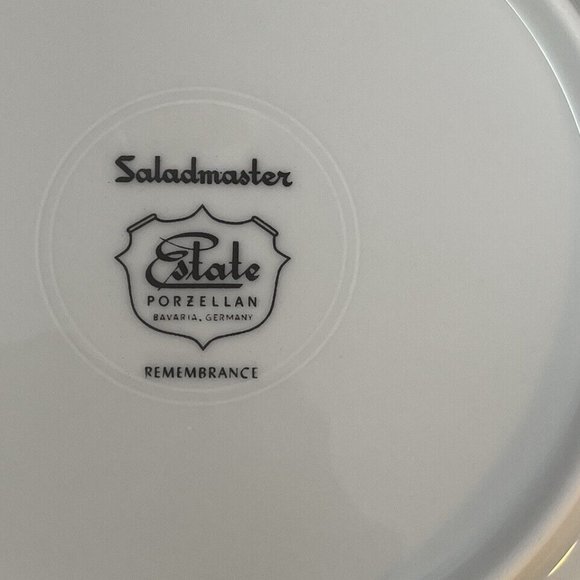 Saladmaster
Estate
PORZELLAN
BAVARIA, GERMANY
REMEMBRANCE